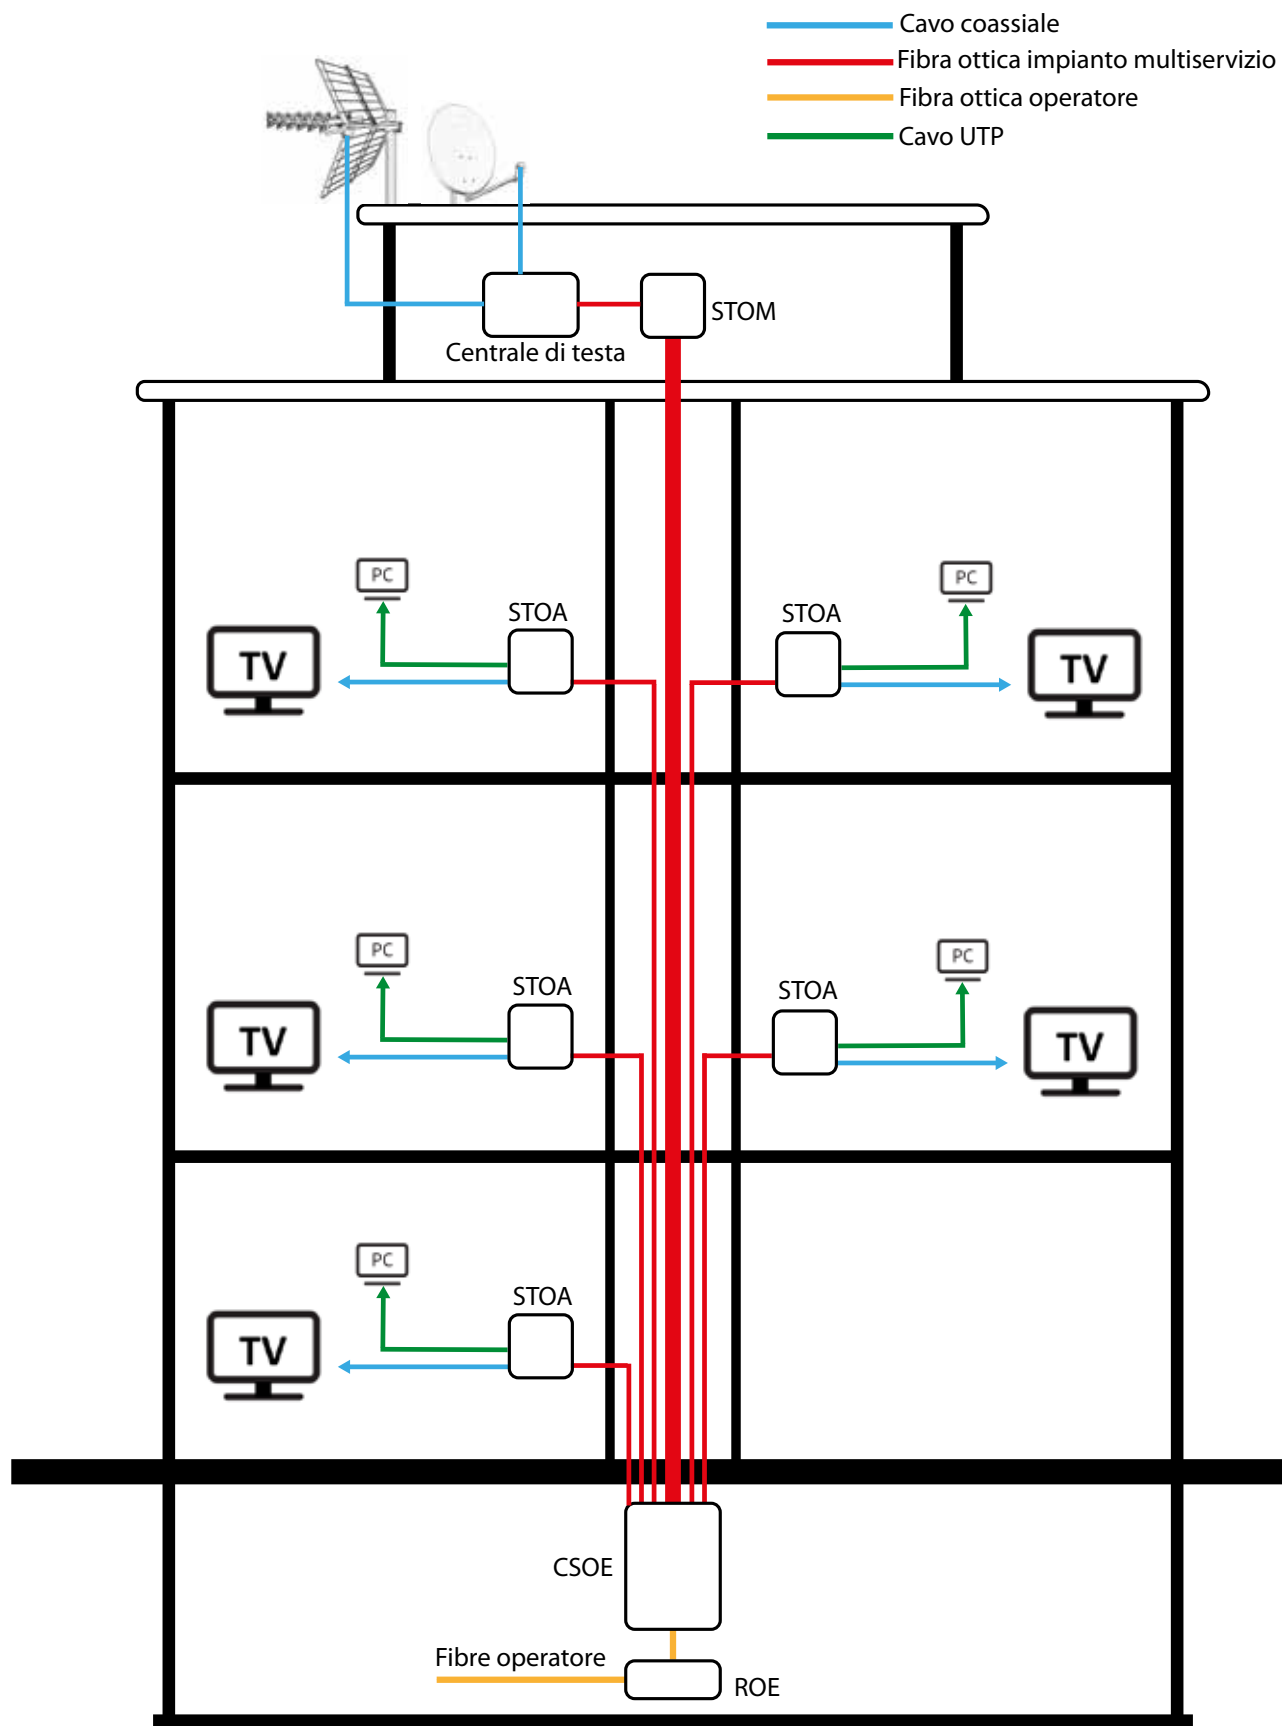 Cavo coassiale
Fibra ottica impianto multiservizio
Fibra ottica operatore
Cavo UTP
STOM
Centrale di testa
PC
PC
STOA
STOA
TV
TV
PC
PC
STOA
STOA
TV
TV
PC
STOA
TV
CSOE
Fibre operatore
ROE